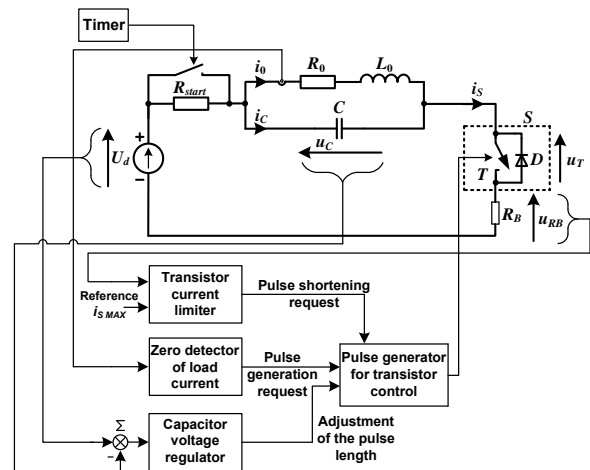 Timer
i0
R0
L0
Rstart
iC
C
iS
S
uC
+
Ud
−
T
D
uT
RB
uRB
Transistor
current
limiter
Reference
iS MAX
Pulse shortening
request
Zero detector
of load
current
Pulse
generation
request
Pulse generator
for transistor
control
Σ
−
Capacitor
voltage
regulator
Adjustment
of the pulse
length